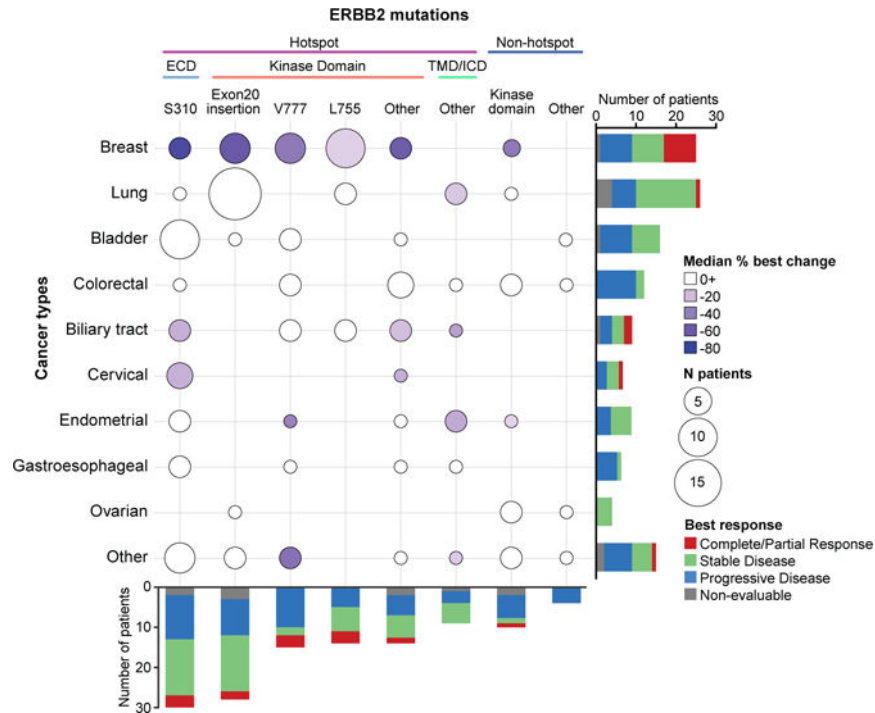 ERBB2 mutations
Hotspot
Non-hotspot
ECD
Kinase Domain
TMD/ICD
S310
Exon20
insertion
V777
L755
Other
Other
Kinase
domain
Other
Number of patients
0
10
20
30
Cancer types
Breast
Lung
Bladder
Colorectal
Biliary tract
Cervical
Endometrial
Gastroesophageal
Ovarian
Other
Median % best change
0+
-20
-40
-60
-80
N patients
5
10
15
Best response
Complete/Partial Response
Stable Disease
Progressive Disease
Non-evaluable
Number of patients
0
10
20
30